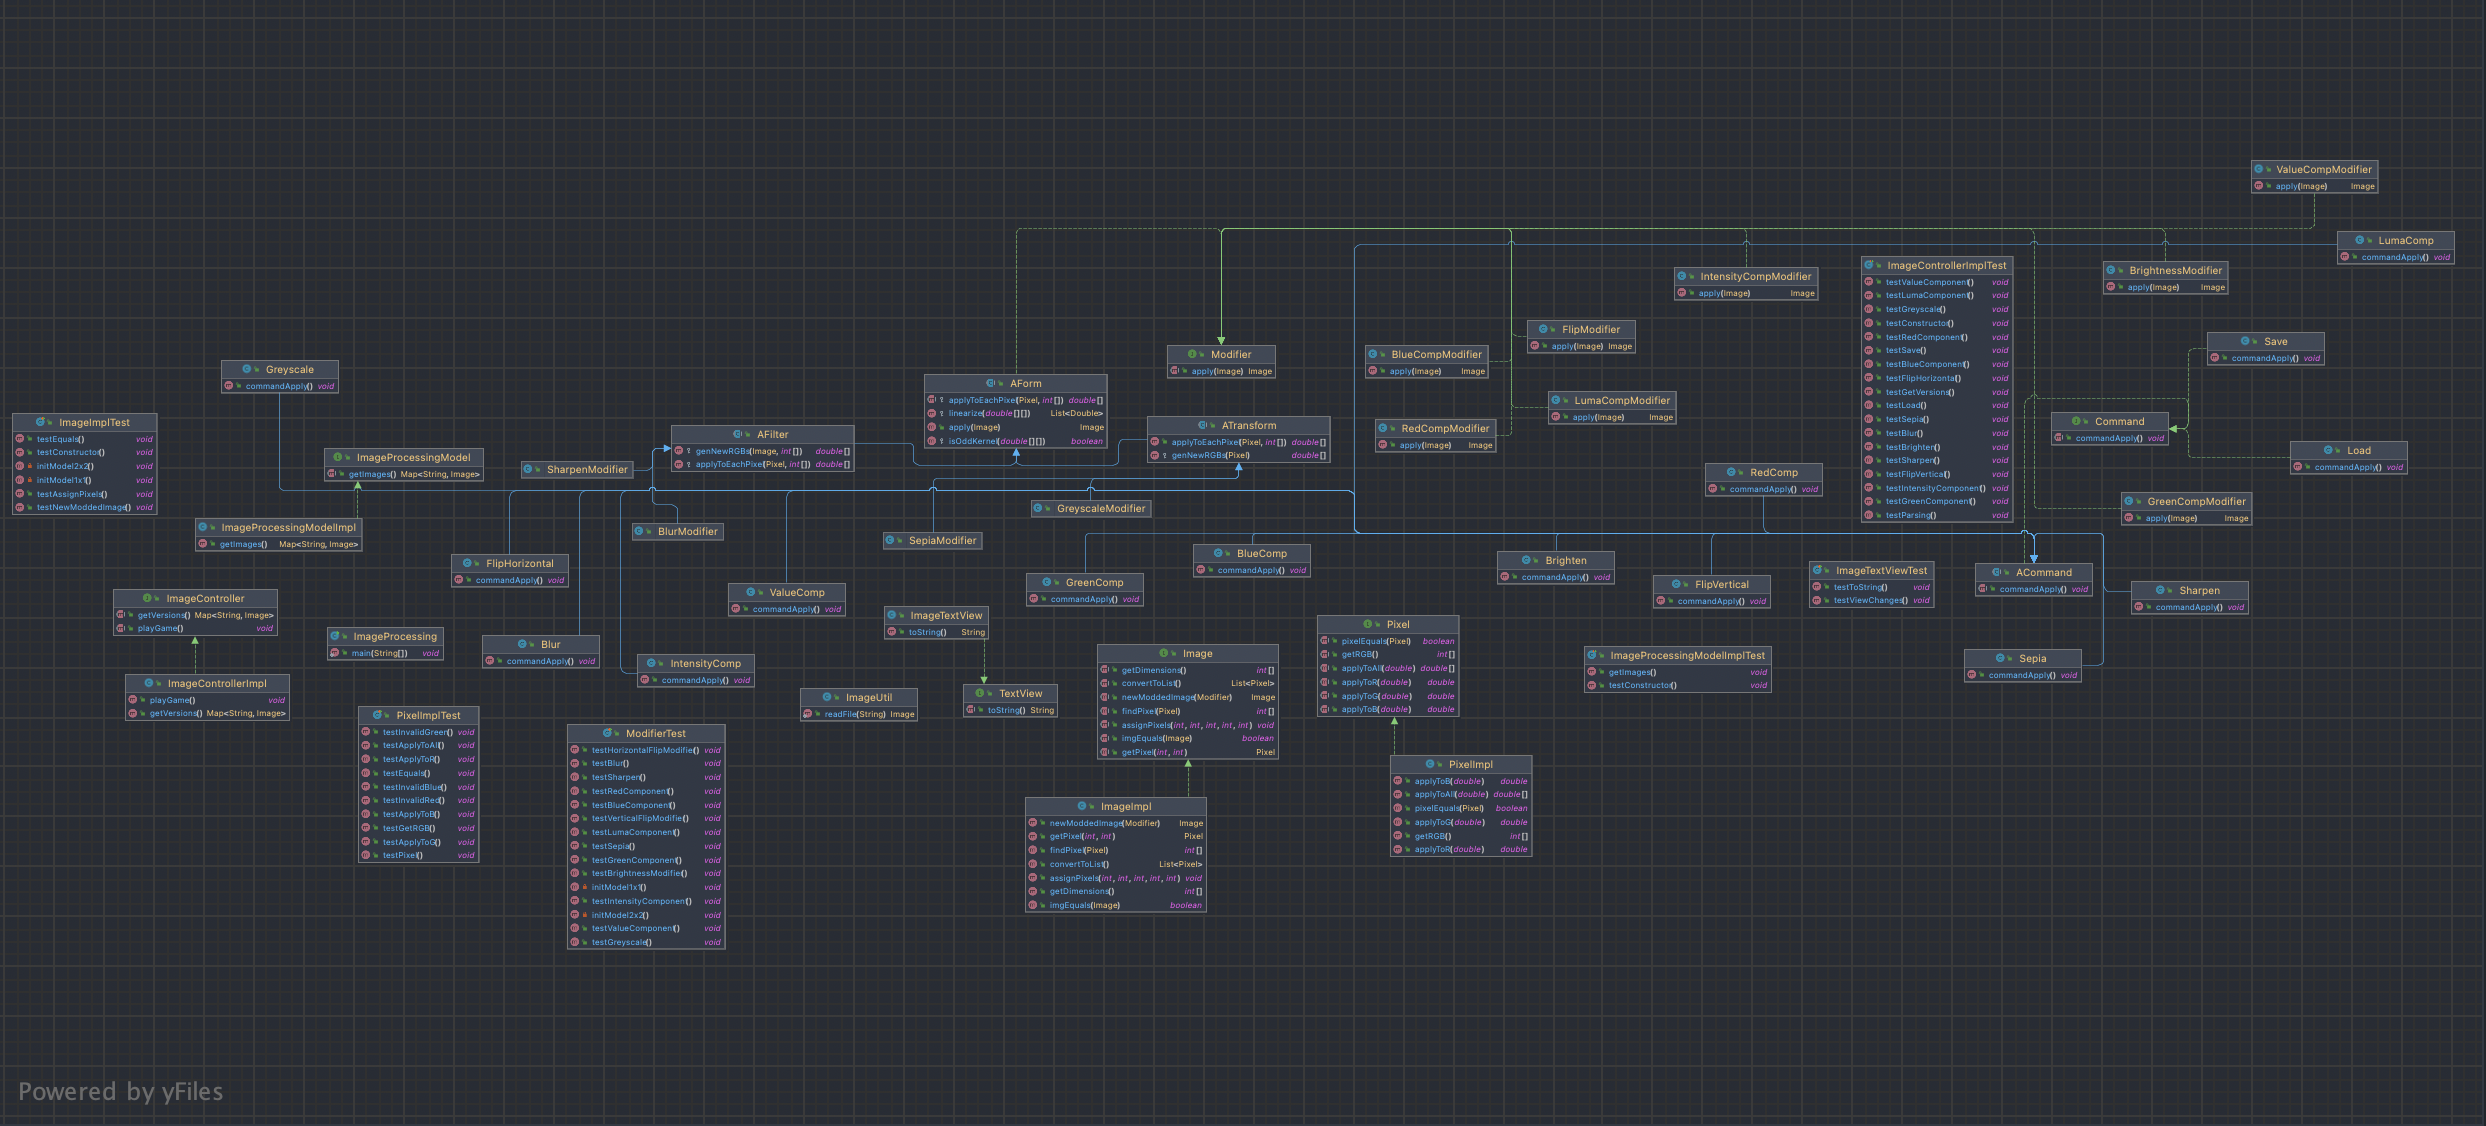 ValueCompModifier
apply(Image) Image
LumaComp
commandApply() void
IntensityCompModifier
apply(Image) Image
ImageControllerImplTest
testValueComponent() void
testLumaComponent() void
testGreyscale() void
testConstructor() void
testRedComponent() void
testSave() void
testBlueComponent() void
testFlipHorizontal() void
testGetVersions() void
testLoad() void
testSepia() void
testBlur() void
testBrighten() void
testSharpen() void
testFlipVertical() void
testIntensityComponent() void
testGreenComponent() void
testParsing() void
BrightnessModifier
apply(Image) Image
FlipModifier
apply(Image) Image
Save
commandApply() void
Modifier
apply(Image) Image
BlueCompModifier
apply(Image) Image
Greyscale
commandApply() void
AForm
applyToEachPixel(Pixel, int[]) double[]
linearize(double[][]) List<Double>
apply(Image) Image
isOddKernel(double[][]) boolean
LumaCompModifier
apply(Image) Image
ImageImplTest
testEquals() void
testConstructor() void
initModel2x2() void
initModel1x1() void
testAssignPixels() void
testNewModdedImage() void
ATransform
applyToEachPixel(Pixel, int[]) double[]
genNewRGBs(Pixel) double[]
RedCompModifier
apply(Image) Image
Command
commandApply() void
AFilter
genNewRGBs(Image, int[]) double[]
applyToEachPixel(Pixel, int[]) double[]
Load
commandApply() void
ImageProcessingModel
getImages() Map<String, Image>
SharpenModifier
RedComp
commandApply() void
GreenCompModifier
apply(Image) Image
GreyscaleModifier
ImageProcessingModelImpl
getImages() Map<String, Image>
BlurModifier
SepiaModifier
BlueComp
commandApply() void
FlipHorizontal
commandApply() void
Brighten
commandApply() void
ImageTextViewTest
testToString() void
testViewChanges() void
ACommand
commandApply() void
GreenComp
commandApply() void
FlipVertical
commandApply() void
ValueComp
commandApply() void
Sharpen
commandApply() void
ImageController
getVersions() Map<String, Image>
playGame() void
ImageTextView
toString() String
Pixel
pixelEquals(Pixel) boolean
getRGB() int[]
applyToAll(double) double[]
applyToR(double) double
applyToG(double) double
applyToB(double) double
ImageProcessing
main(String[]) void
Blur
commandApply() void
Image
getDimensions() int[]
convertToList() List<Pixel>
newModdedImage(Modifier) Image
findPixel(Pixel) int[]
assignPixels(int, int, int, int, int) void
imgEquals(Image) boolean
getPixel(int, int) Pixel
ImageProcessingModelImplTest
getImages() void
testConstructor() void
Sepia
commandApply() void
IntensityComp
commandApply() void
ImageControllerImpl
playGame() void
getVersions() Map<String, Image>
TextView
toString() String
ImageUtil
readFile(String) Image
PixelImplTest
testInvalidGreen() void
testApplyToAll() void
testApplyToR() void
testEquals() void
testInvalidBlue() void
testInvalidRed() void
testApplyToB() void
testGetRGB() void
testApplyToG() void
testPixel() void
ModifierTest
testHorizontalFlipModifie() void
testBlur() void
testSharpen() void
testRedComponent() void
testBlueComponent() void
testVerticalFlipModifie() void
testLumaComponent() void
testSepia() void
testGreenComponent() void
testBrightnessModifie() void
initModel1x1() void
testIntensityComponent() void
initModel2x2() void
testValueComponent() void
testGreyscale() void
PixelImpl
applyToB(double) double
applyToAll(double) double[]
pixelEquals(Pixel) boolean
applyToG(double) double
getRGB() int[]
applyToR(double) double
ImageImpl
newModdedImage(Modifier) Image
getPixel(int, int) Pixel
findPixel(Pixel) int[]
convertToList() List<Pixel>
assignPixels(int, int, int, int, int) void
getDimensions() int[]
imgEquals(Image) boolean
Powered by yFiles